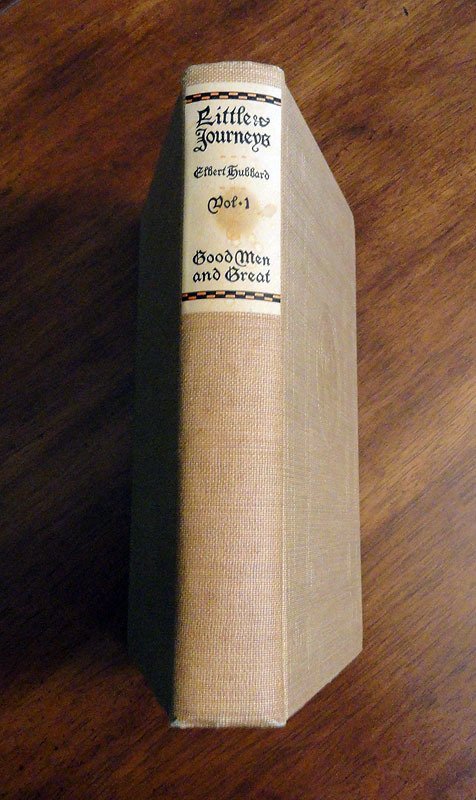 Little
Journeys
Elbert Hubbard
Vol. 1
Good Men
and Great